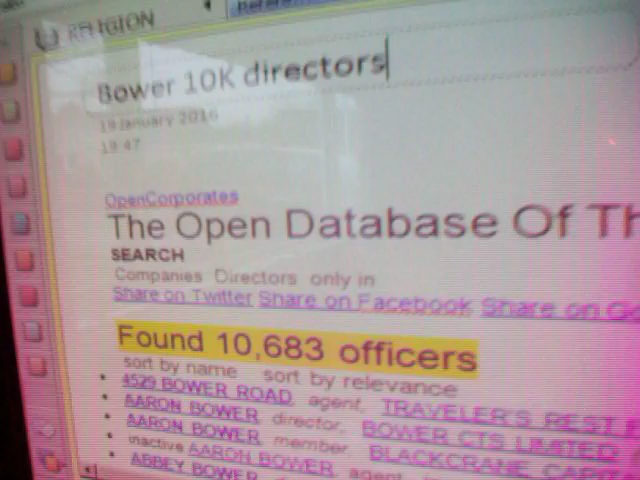 RELIGION
Bower 10K directors
19 January 2016
19:47
OpenCorporates
The Open Database Of Th
SEARCH
Companies Directors only in
Share on Twitter Share on Facebook Share on Go
Found 10,683 officers
sort by name sort by relevance
4529 BOWER ROAD agent, TRAVELER'S REST
AARON BOWER director, BOWER CTS LIMITED
AARON BOWER member, BLACKCRANE CAPIT
inactive AARON BOWER agent
ABBEY BOWER